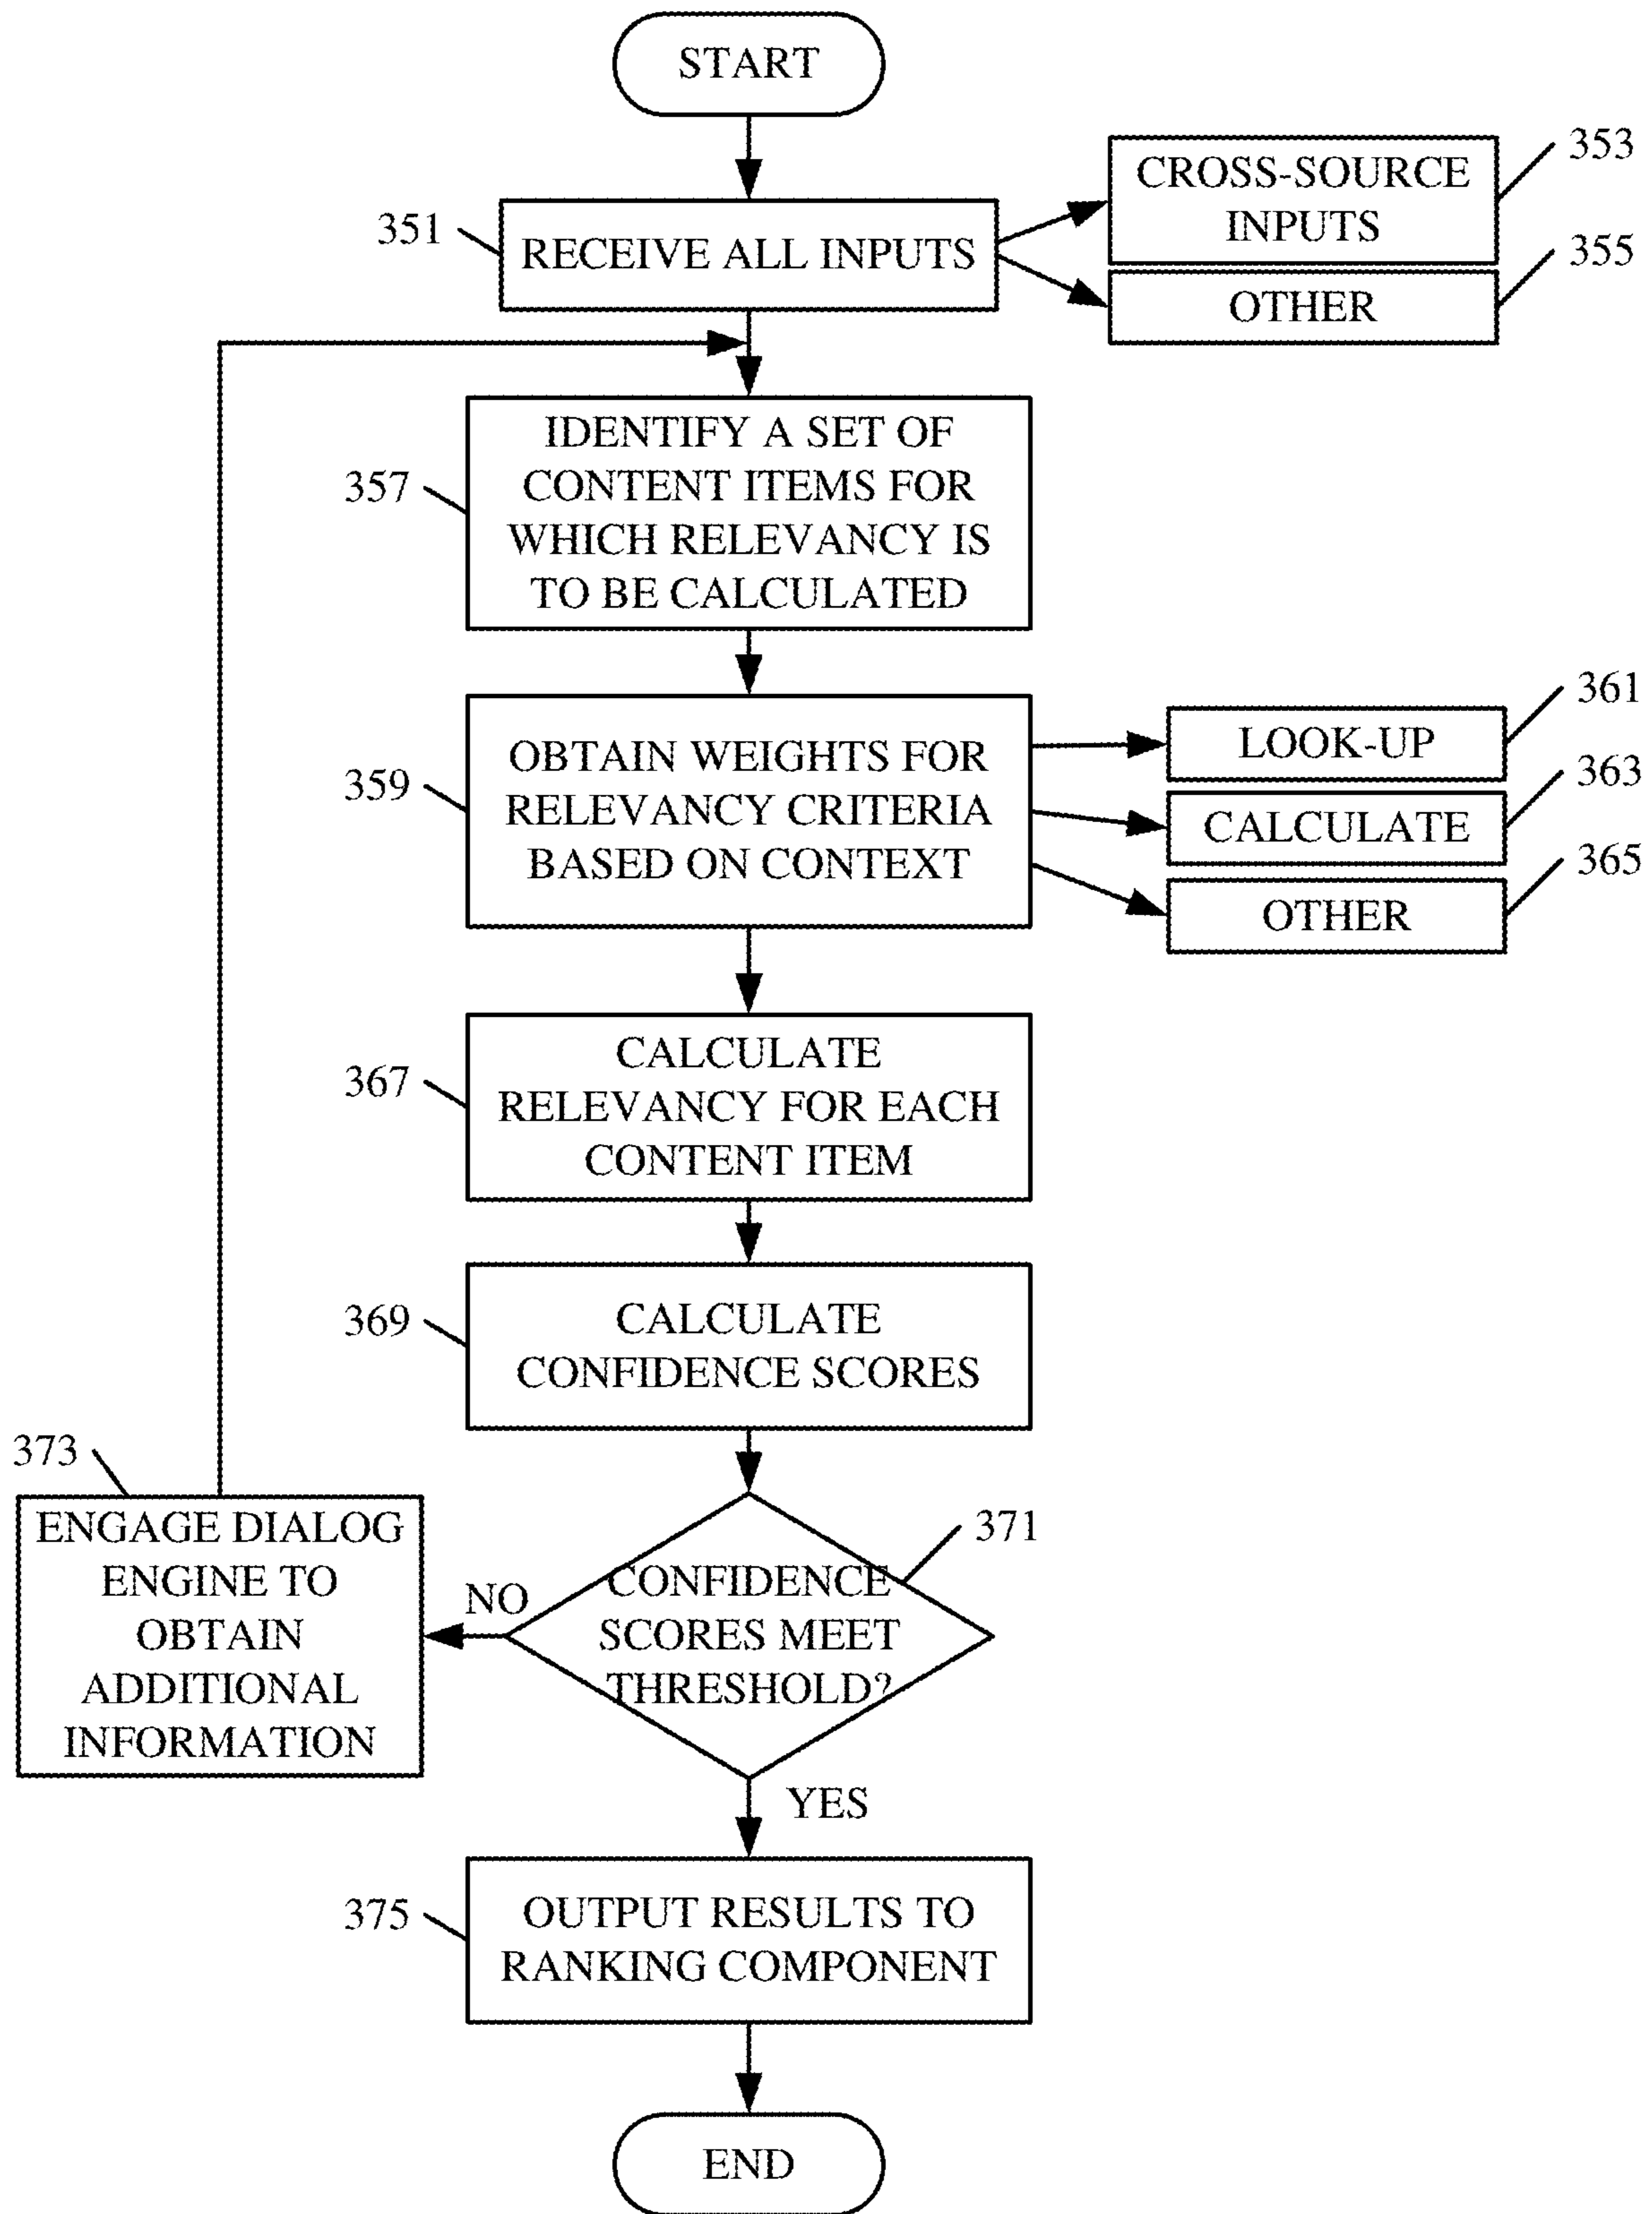 START
353
CROSS-SOURCE
INPUTS
351
RECEIVE ALL INPUTS
355
OTHER
357
IDENTIFY A SET OF
CONTENT ITEMS FOR
WHICH RELEVANCY IS
TO BE CALCULATED
359
OBTAIN WEIGHTS FOR
RELEVANCY CRITERIA
BASED ON CONTEXT
361
LOOK-UP
363
CALCULATE
365
OTHER
367
CALCULATE
RELEVANCY FOR EACH
CONTENT ITEM
369
CALCULATE
CONFIDENCE SCORES
371
CONFIDENCE
SCORES MEET
THRESHOLD?
NO
373
ENGAGE DIALOG
ENGINE TO
OBTAIN
ADDITIONAL
INFORMATION
YES
375
OUTPUT RESULTS TO
RANKING COMPONENT
END